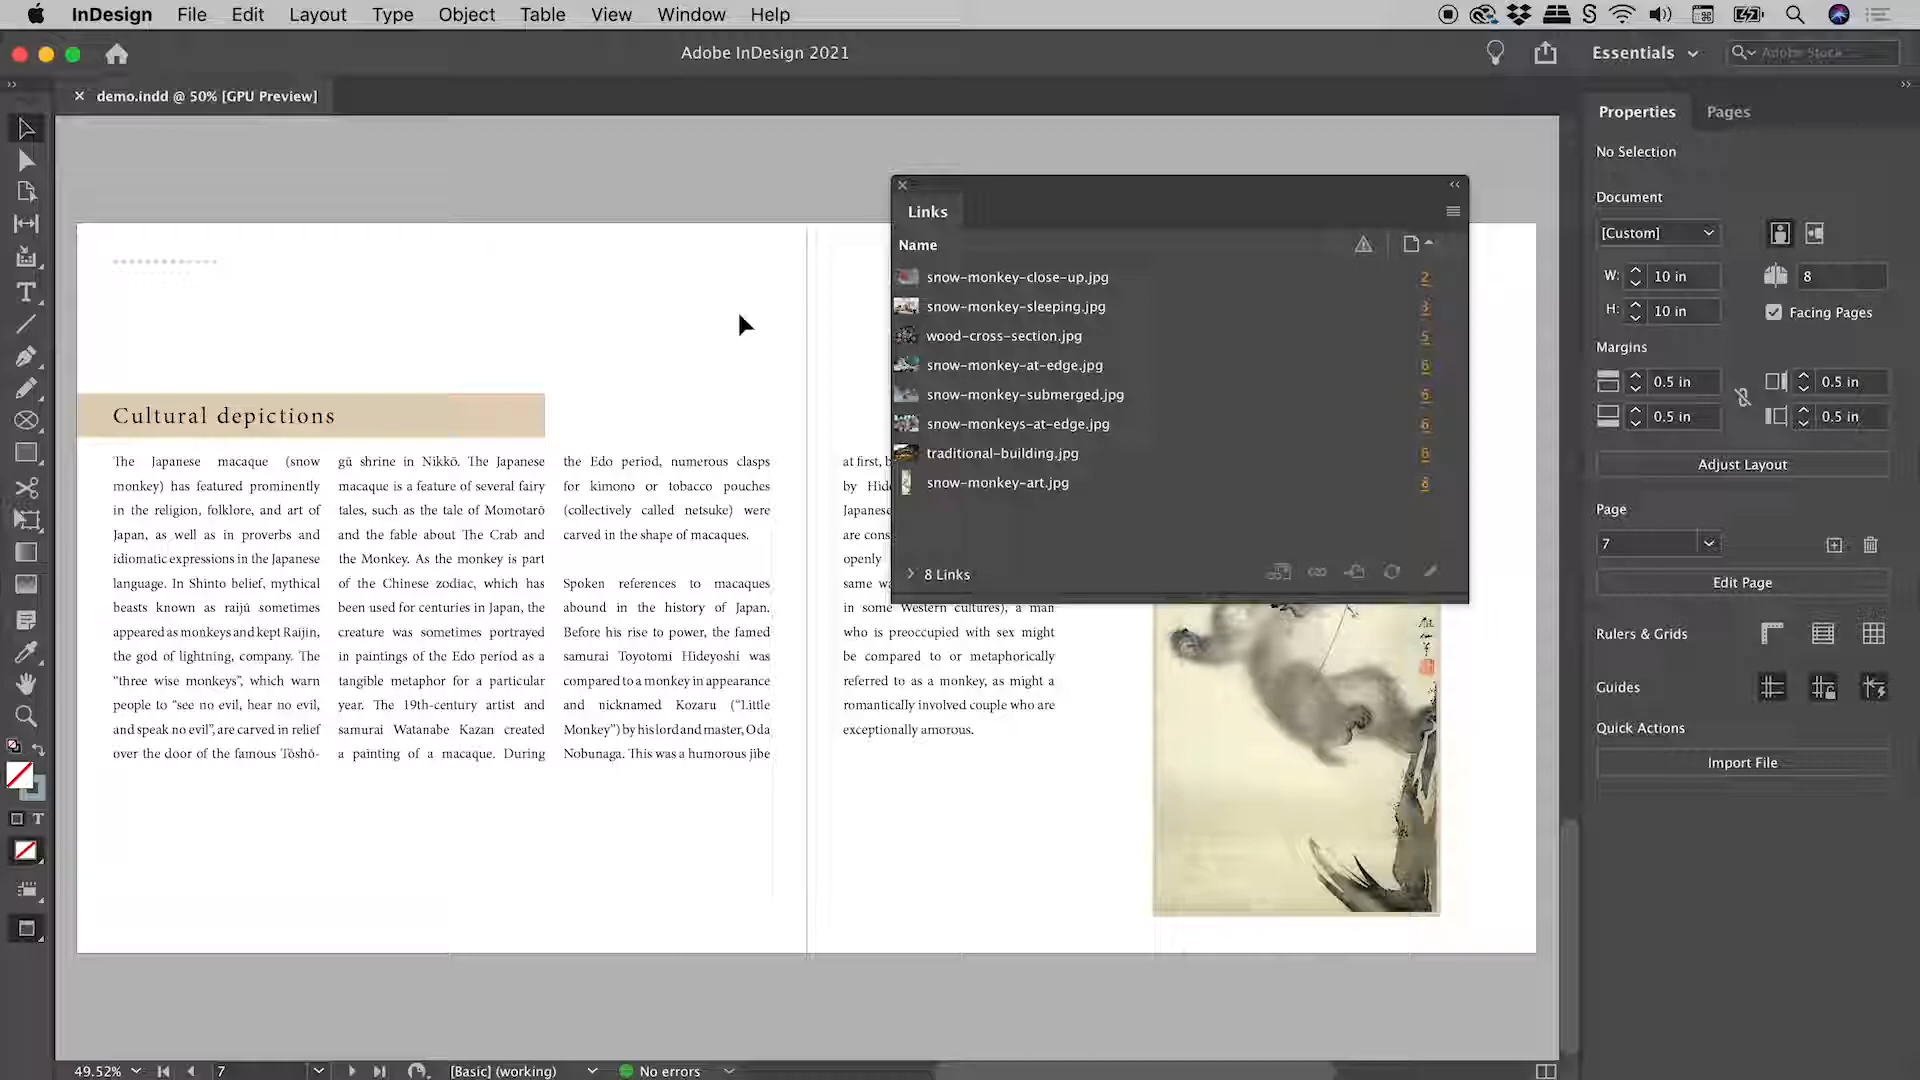 InDesign File Edit Layout Type Object Table View Window Help
Adobe InDesign 2021
Essentials
Adobe Stock
demo.indd @ 50% [GPU Preview]
Cultural depictions
The Japanese macaque (snow
monkey) has featured prominently
in the religion, folklore, and art of
Japan, as well as in proverbs and
idiomatic expressions in the Japanese
language. In Shinto belief, mythical
beasts known as raijū sometimes
appeared as monkeys and kept Raijin,
the god of lightning, company. The
“three wise monkeys”, which warn
people to “see no evil, hear no evil,
and speak no evil”, are carved in relief
over the door of the famous Tōshō-
gū shrine in Nikkō. The Japanese
macaque is a feature of several fairy
tales, such as the tale of Momotarō
and the fable about The Crab and
the Monkey. As the monkey is part
of the Chinese zodiac, which has
been used for centuries in Japan, the
creature was sometimes portrayed
in paintings of the Edo period as a
tangible metaphor for a particular
year. The 19th-century artist and
samurai Watanabe Kazan created
a painting of a macaque. During
the Edo period, numerous clasps
for kimono or tobacco pouches
(collectively called netsuke) were
carved in the shape of macaques.
Spoken references to macaques
abound in the history of Japan.
Before his rise to power, the famed
samurai Toyotomi Hideyoshi was
compared to a monkey in appearance
and nicknamed Kozaru (“Little
Monkey”) by his lord and master, Oda
Nobunaga. This was a humorous jibe
at first, b
by Hide
Japanese
are cons
openly
same wa
in some Western cultures), a man
who is preoccupied with sex might
be compared to or metaphorically
referred to as a monkey, as might a
romantically involved couple who are
exceptionally amorous.
Links
Name
snow-monkey-close-up.jpg 2
snow-monkey-sleeping.jpg 3
wood-cross-section.jpg 5
snow-monkey-at-edge.jpg 6
snow-monkey-submerged.jpg 6
snow-monkeys-at-edge.jpg 6
traditional-building.jpg 6
snow-monkey-art.jpg 8
8 Links
Properties Pages
No Selection
Document
[Custom]
W: 10 in 8
H: 10 in Facing Pages
Margins
0.5 in 0.5 in
0.5 in 0.5 in
Adjust Layout
Page
7
Edit Page
Rulers & Grids
Guides
Quick Actions
Import File
49.52% 7 [Basic] (working) No errors